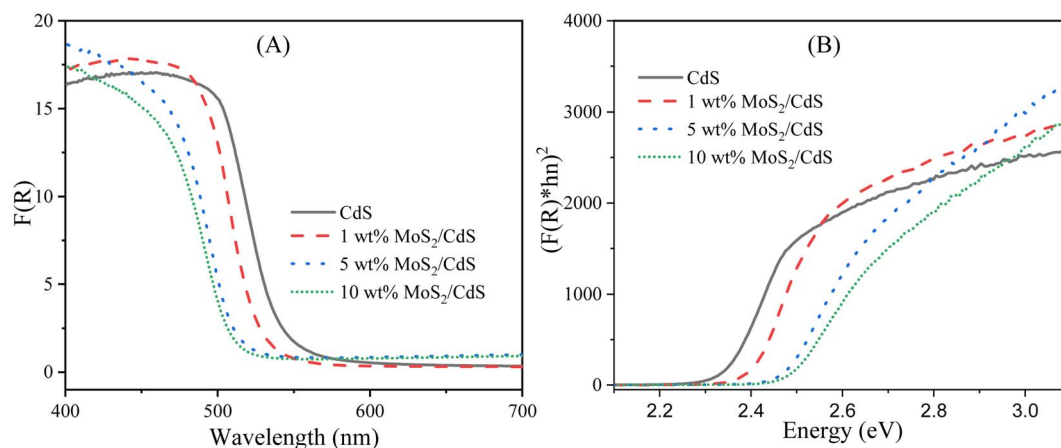 (A)
20
15
10
5
0
F(R)
CdS
1 wt% MoS₂/CdS
5 wt% MoS₂/CdS
10 wt% MoS₂/CdS
400 500 600 700
Wavelength (nm)
(B)
4000
3000
2000
1000
0
(F(R)*hn)²
CdS
1 wt% MoS₂/CdS
5 wt% MoS₂/CdS
10 wt% MoS₂/CdS
2.2 2.4 2.6 2.8 3.0
Energy (eV)